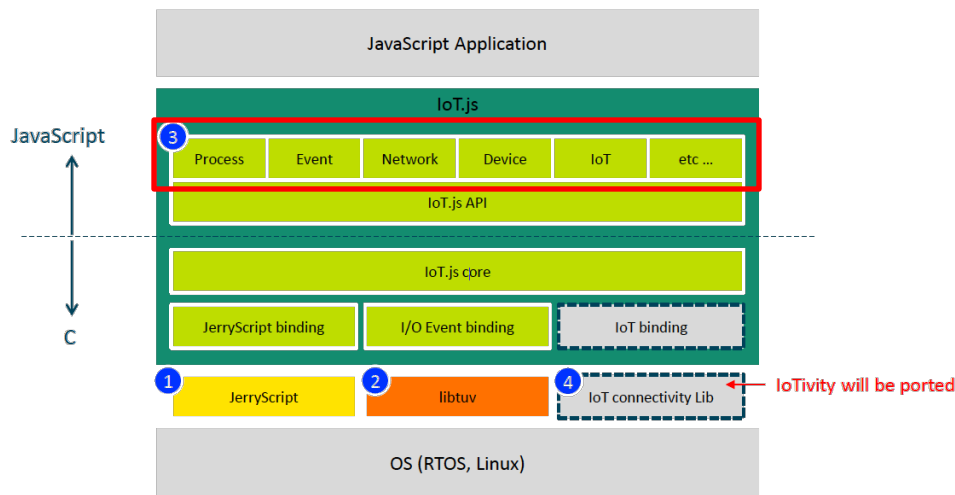 JavaScript Application
IoT.js
JavaScript
3
Process Event Network Device IoT etc ...
IoT.js API
IoT.js core
C
JerryScript binding I/O Event binding IoT binding
1 2 4
IoTivity will be ported
JerryScript libtuv IoT connectivity Lib
OS (RTOS, Linux)